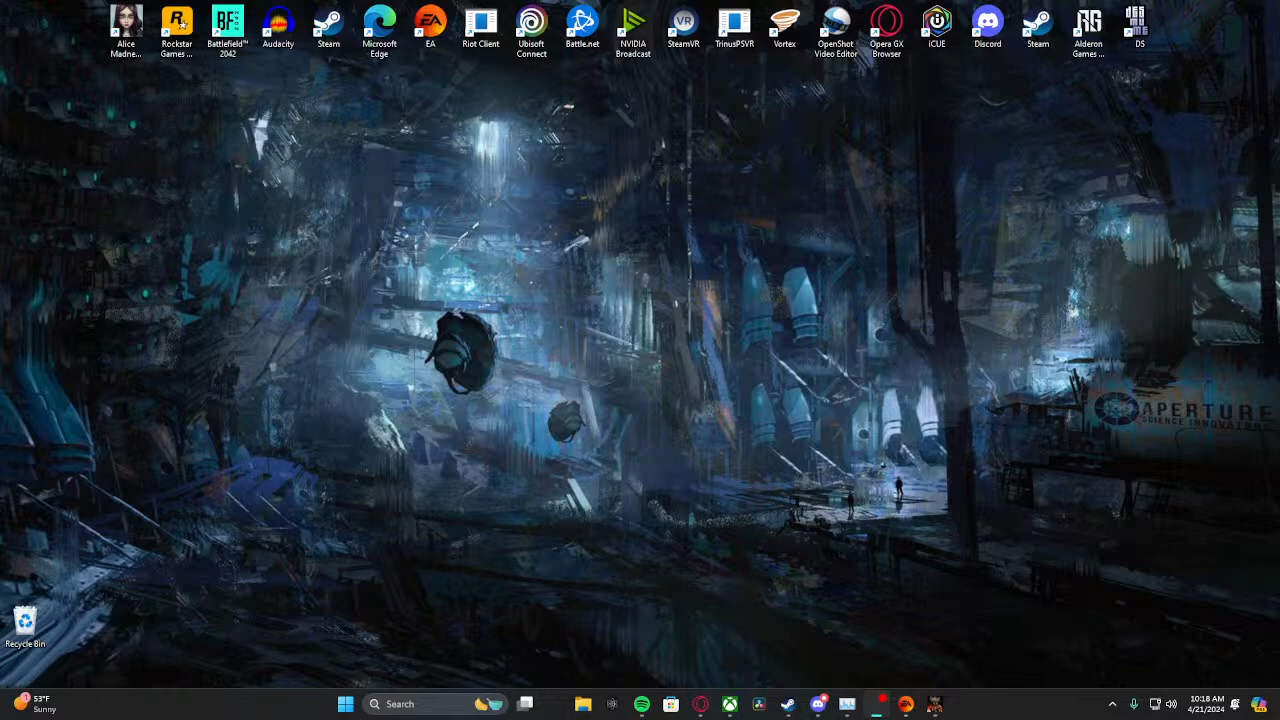 Alice
Madne...
Rockstar
Games ...
Battlefield™
2042
Audacity
Steam
Microsoft
Edge
EA
Riot Client
Ubisoft
Connect
Battle.net
NVIDIA
Broadcast
SteamVR
TrinusPSVR
Vortex
OpenShot
Video Editor
Opera GX
Browser
iCUE
Discord
Steam
Alderon
Games ...
DS
APERTURE
SCIENCE INNOVATORS
Recycle Bin
53°F
Sunny
Search
10:18 AM
4/21/2024